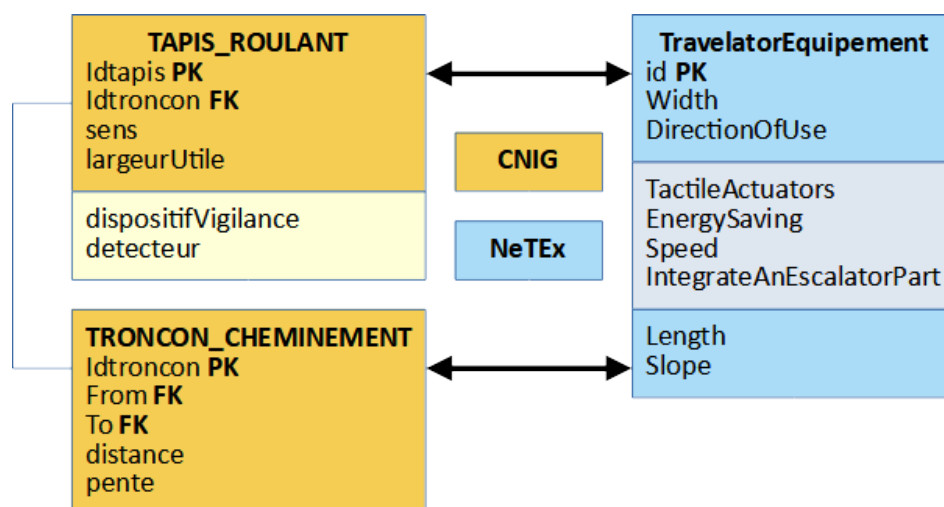 TAPIS_ROULANT
Idtapis PK
Idtroncon FK
sens
largeurUtile
dispositifVigilance
detecteur
TRONCON_CHEMINEMENT
Idtroncon PK
From FK
To FK
distance
pente
CNIG
NeTEx
TravelatorEquipement
id PK
Width
DirectionOfUse
TactileActuators
EnergySaving
Speed
IntegrateAnEscalatorPart
Length
Slope